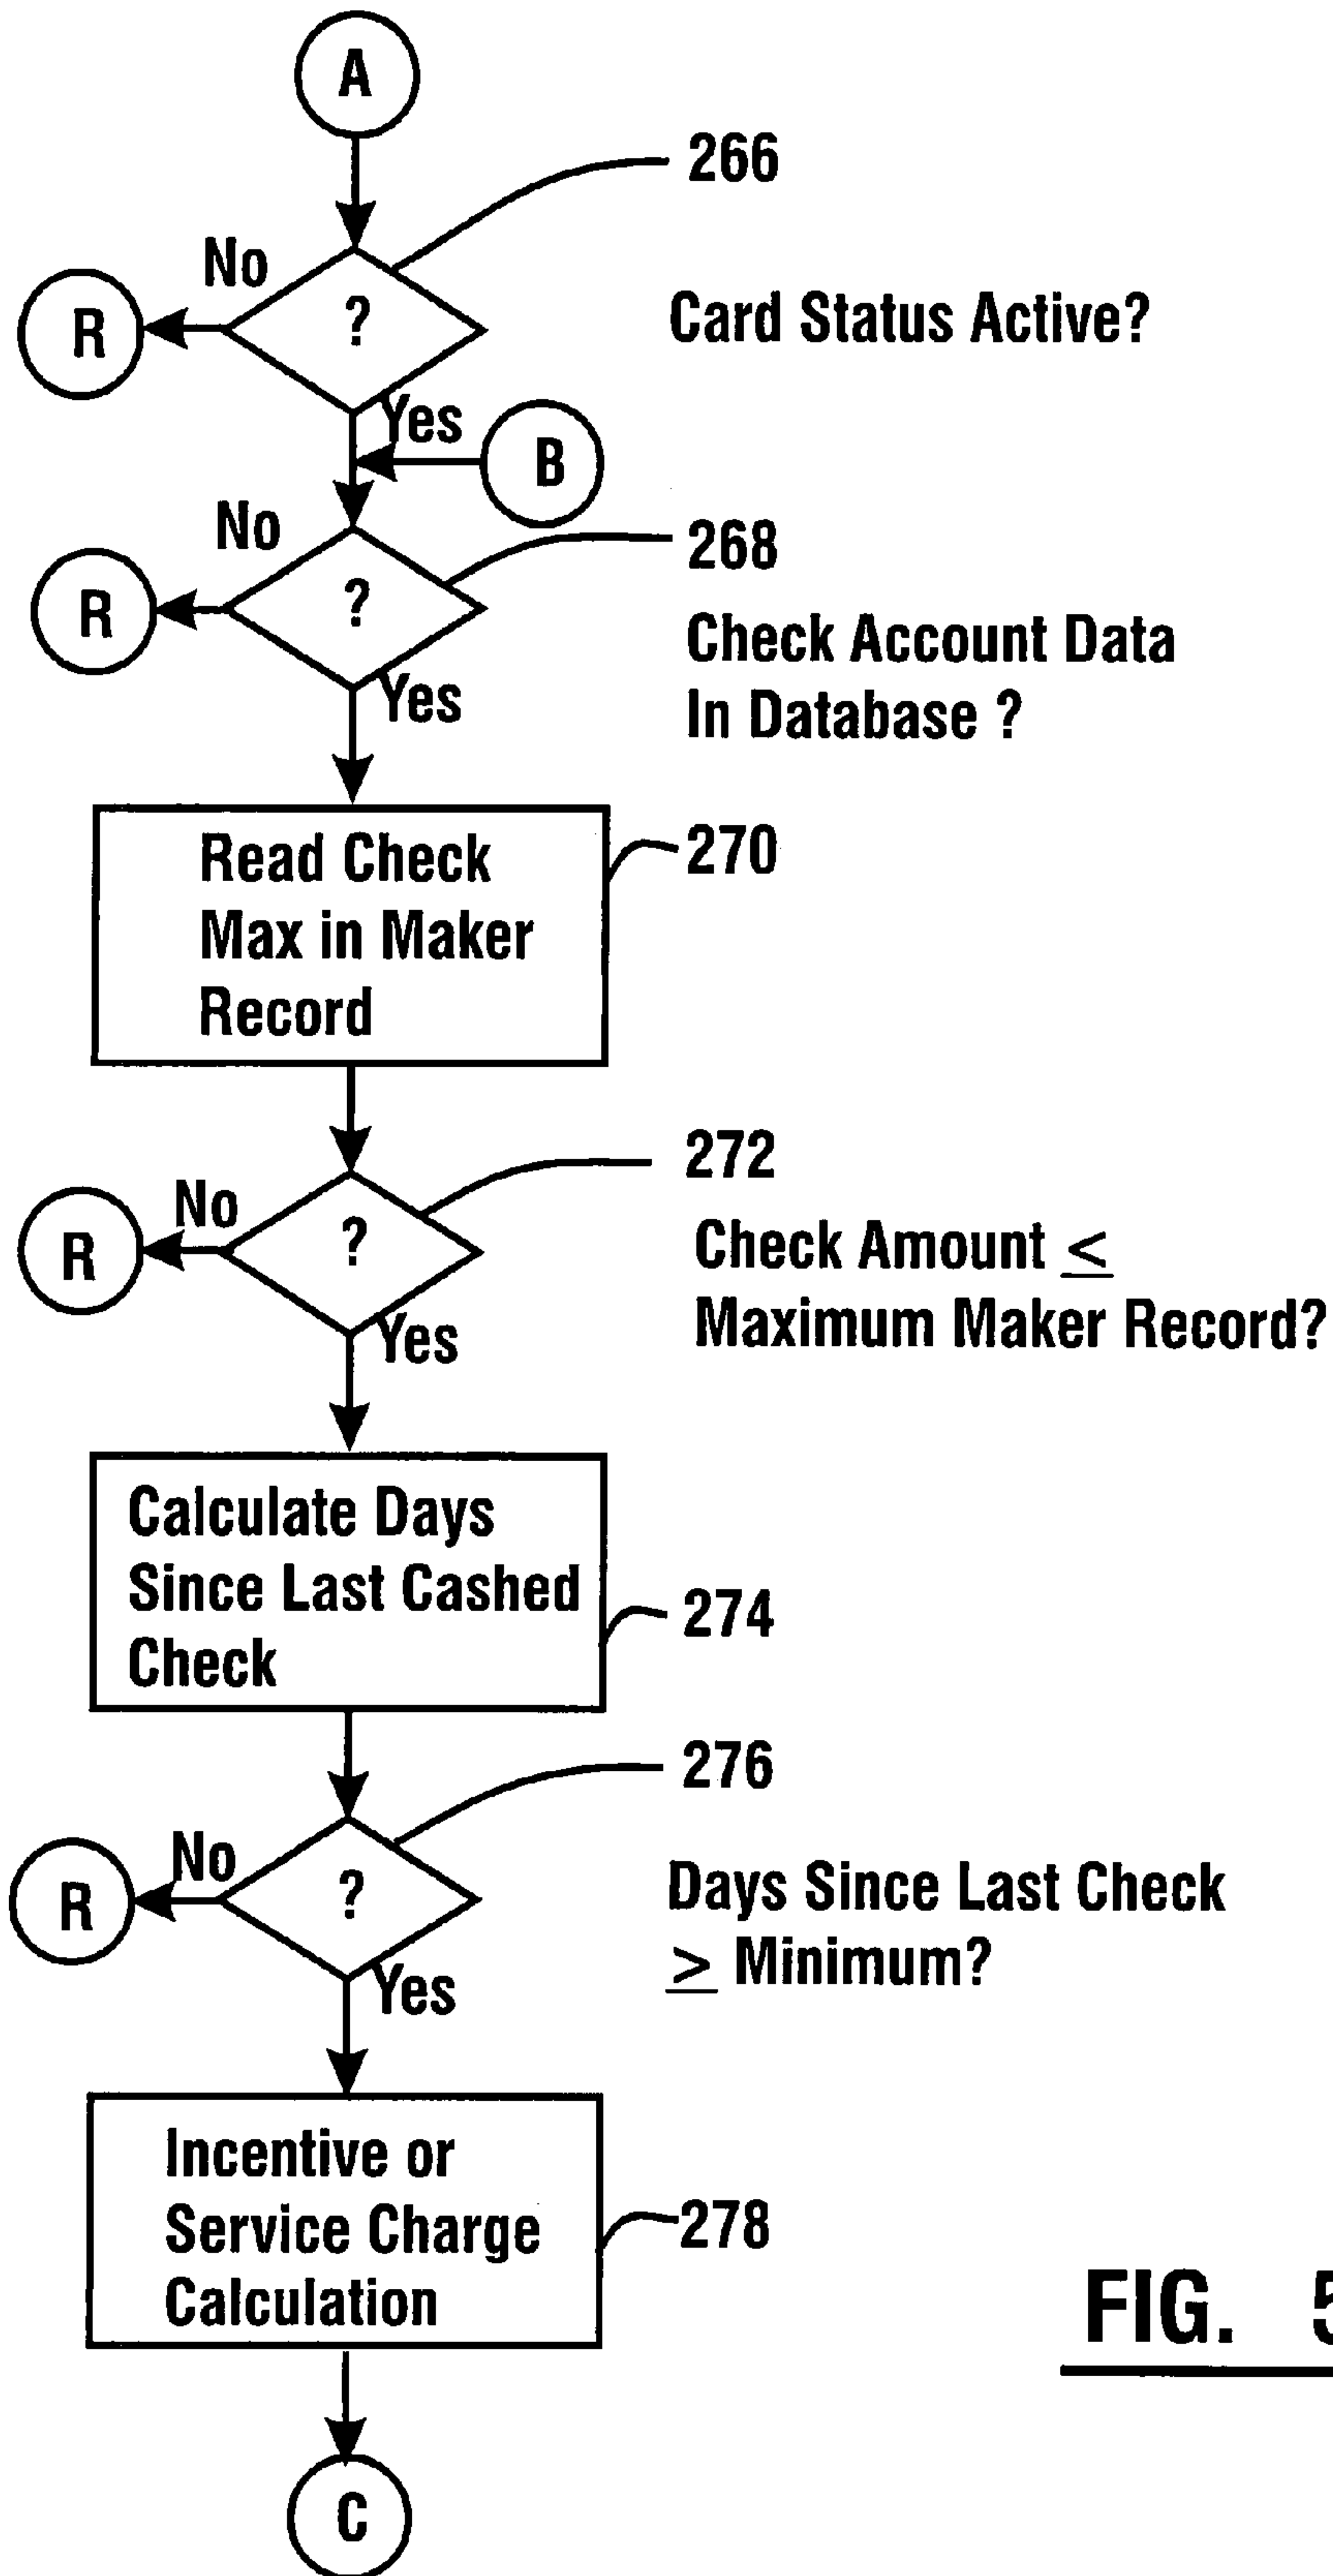 A
266
No
R
?
Card Status Active?
Yes
B
No
268
R
?
Check Account Data
In Database ?
Yes
Read Check
Max in Maker
Record
270
272
No
R
?
Check Amount ≤
Maximum Maker Record?
Yes
Calculate Days
Since Last Cashed
Check
274
276
No
R
?
Days Since Last Check
≥ Minimum?
Yes
Incentive or
Service Charge
Calculation
278
FIG. 5
C